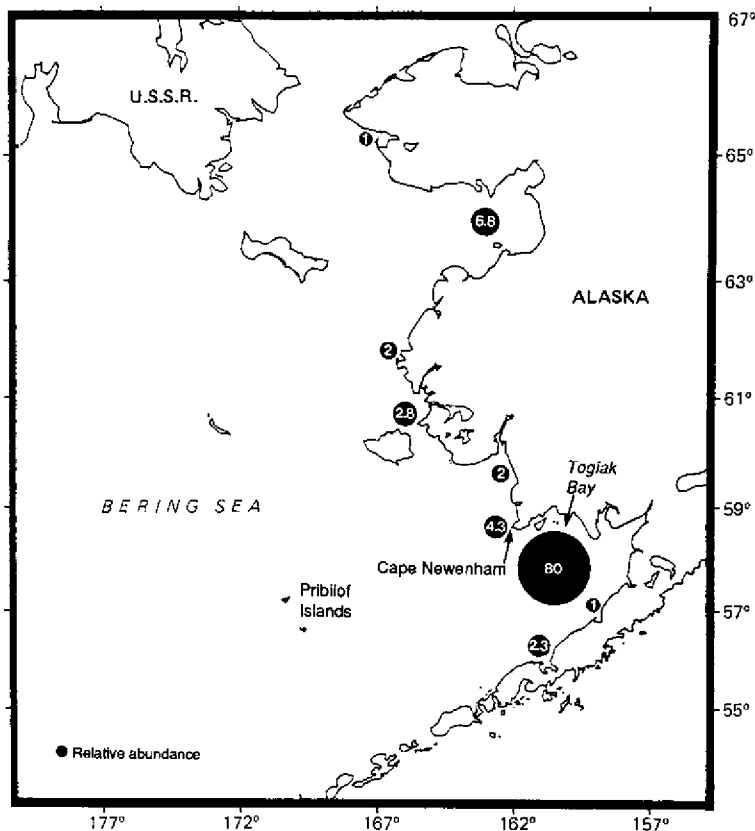 67°
U.S.S.R.
1
65°
6.8
63°
ALASKA
2
61°
2.8
2
Togiak
Bay
BERING SEA
59°
4.3
Cape Newenham
80
Pribilof
Islands
1
57°
2.3
55°
Relative abundance
177°
172°
167°
162°
157°